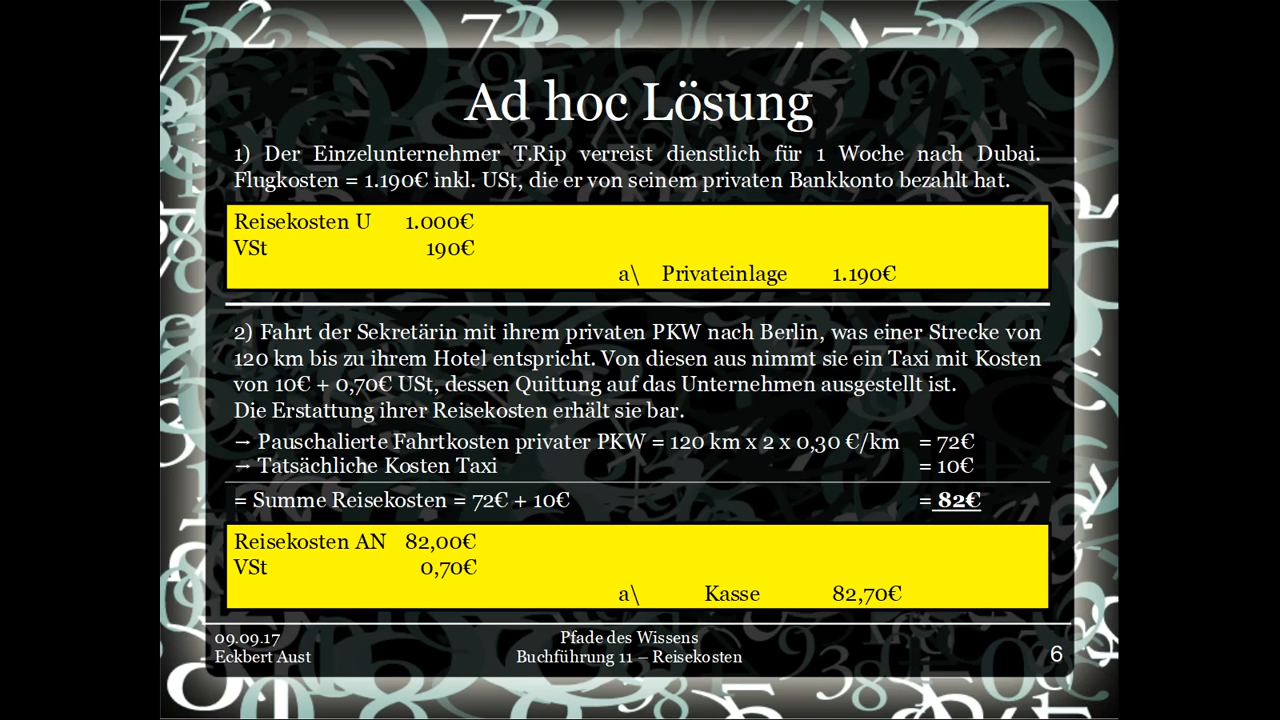 Ad hoc Lösung
1) Der Einzelunternehmer T.Rip verreist dienstlich für 1 Woche nach Dubai.
Flugkosten = 1.190€ inkl. USt, die er von seinem privaten Bankkonto bezahlt hat.
Reisekosten U 1.000€
VSt 190€
a\ Privateinlage 1.190€
2) Fahrt der Sekretärin mit ihrem privaten PKW nach Berlin, was einer Strecke von
120 km bis zu ihrem Hotel entspricht. Von diesen aus nimmt sie ein Taxi mit Kosten
von 10€ + 0,70€ USt, dessen Quittung auf das Unternehmen ausgestellt ist.
Die Erstattung ihrer Reisekosten erhält sie bar.
→ Pauschalierte Fahrtkosten privater PKW = 120 km x 2 x 0,30 €/km = 72€
→ Tatsächliche Kosten Taxi = 10€
= Summe Reisekosten = 72€ + 10€ = 82€
Reisekosten AN 82,00€
VSt 0,70€
a\ Kasse 82,70€
09.09.17 Pfade des Wissens
Eckbert Aust Buchführung 11 – Reisekosten 6